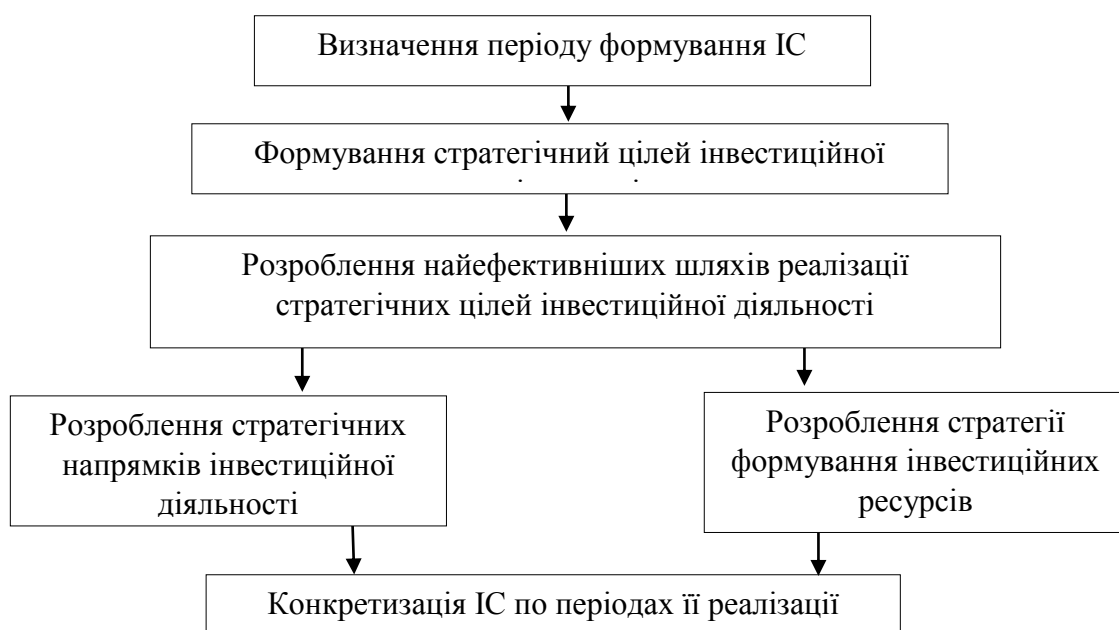 Визначення періоду формування ІС
Формування стратегічний цілей інвестиційної
Розроблення найефективніших шляхів реалізації
стратегічних цілей інвестиційної діяльності
Розроблення стратегічних
напрямків інвестиційної
діяльності
Розроблення стратегії
формування інвестиційних
ресурсів
Конкретизація ІС по періодах її реалізації